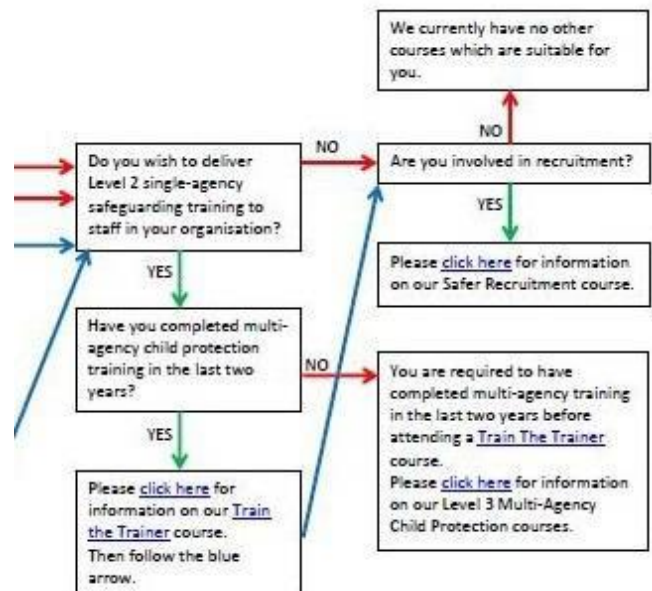 We currently have no other
courses which are suitable for
you.
NO
Do you wish to deliver
Level 2 single-agency
safeguarding training to
staff in your organisation?
NO
Are you involved in recruitment?
YES
YES
Please click here for information
on our Safer Recruitment course.
Have you completed multi-
agency child protection
training in the last two
years?
NO
You are required to have
completed multi-agency training
in the last two years before
attending a Train The Trainer
course.
Please click here for information
on our Level 3 Multi-Agency
Child Protection courses.
YES
Please click here for
information on our Train
the Trainer course.
Then follow the blue
arrow.